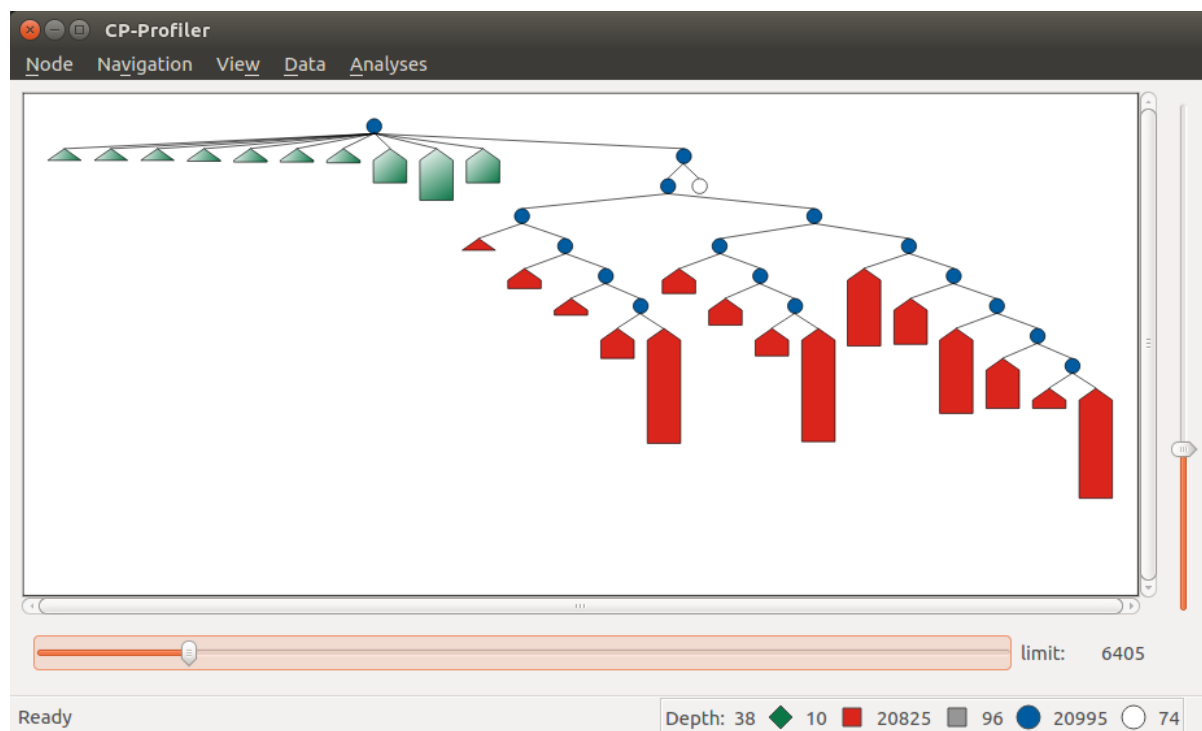 CP-Profiler
Node Navigation View Data Analyses
limit: 6405
Ready Depth: 38 10 20825 96 20995 74